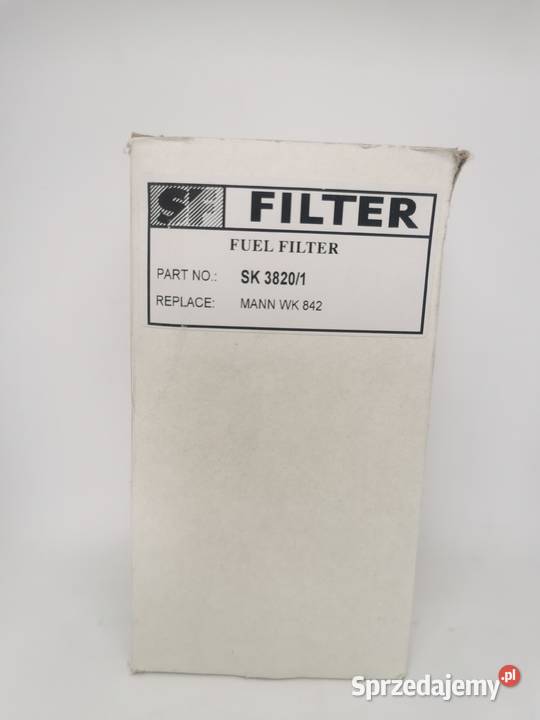 SF FILTER
FUEL FILTER
PART NO.: SK 3820/1
REPLACE: MANN WK 842
Sprzedajemy.pl